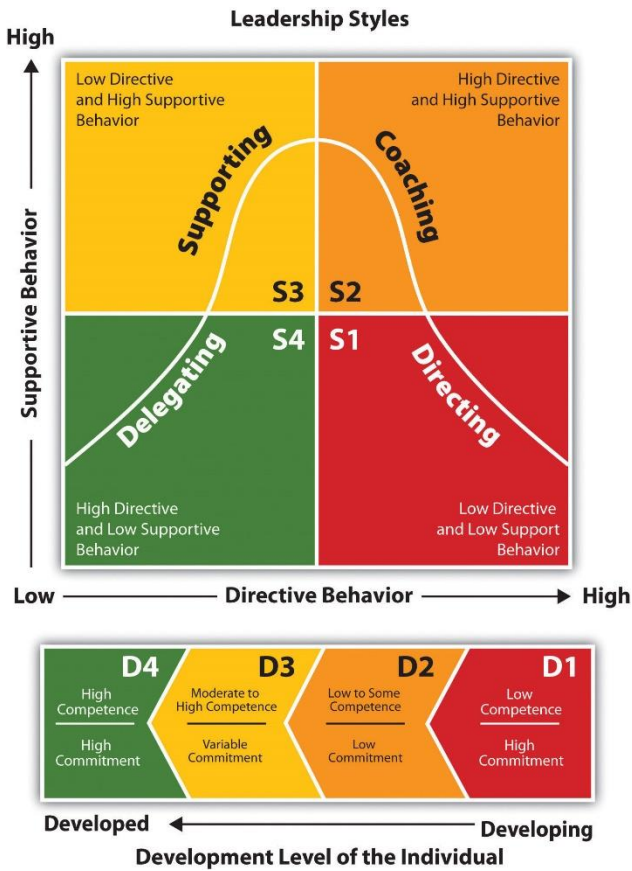 Leadership Styles
High
Supportive Behavior
Low Directive
and High Supportive
Behavior
High Directive
and High Supportive
Behavior
Supporting
Coaching
S3
S2
S4
S1
Delegating
Directing
High Directive
and Low Supportive
Behavior
Low Directive
and Low Support
Behavior
Low
Directive Behavior
High
D4
High
Competence
High
Commitment
D3
Moderate to
High Competence
Variable
Commitment
D2
Low to Some
Competence
Low
Commitment
D1
Low
Competence
High
Commitment
Developed
Developing
Development Level of the Individual